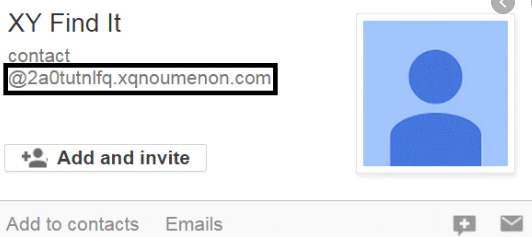 XY Find It
contact
@2a0tutnlfq.xqnoumenon.com
Add and invite
Add to contacts Emails